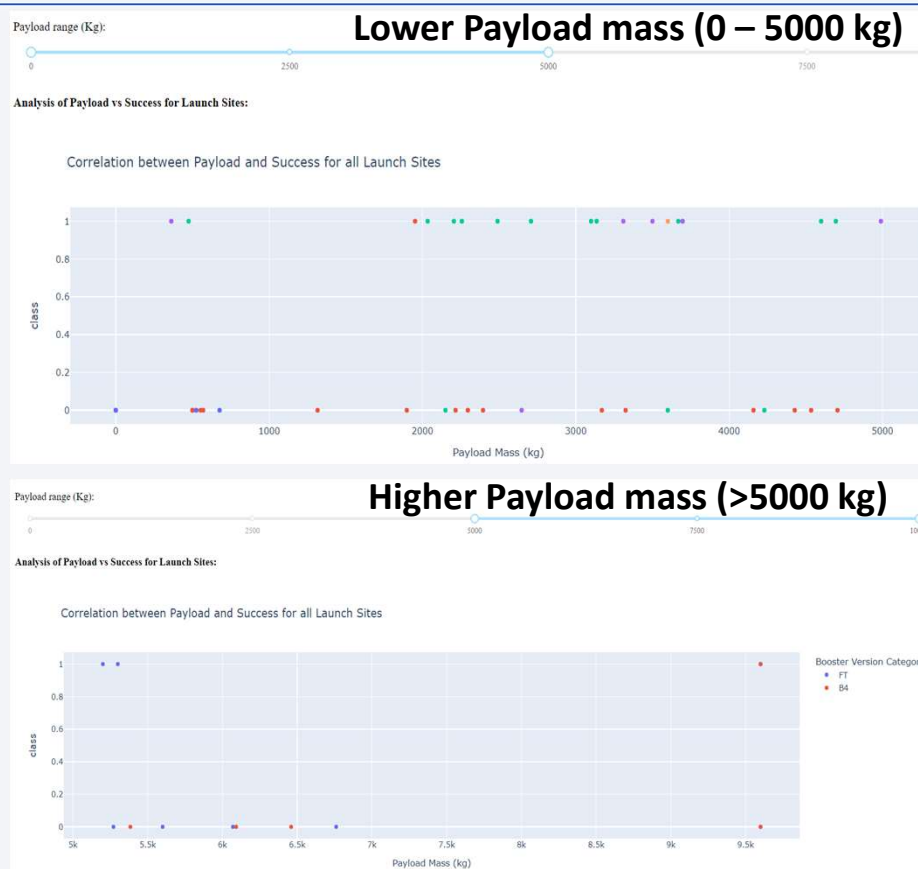 Lower Payload mass (0 – 5000 kg)
Payload range (Kg):
0 2500 5000 7500
Analysis of Payload vs Success for Launch Sites:
Correlation between Payload and Success for all Launch Sites
1
0.8
0.6
0.4
0.2
0
class
0 1000 2000 3000 4000 5000
Payload Mass (kg)
Higher Payload mass (>5000 kg)
Payload range (Kg):
0 2500 5000 7500 10
Analysis of Payload vs Success for Launch Sites:
Correlation between Payload and Success for all Launch Sites
Booster Version Categor
FT
B4
1
0.8
0.6
0.4
0.2
0
class
5k 5.5k 6k 6.5k 7k 7.5k 8k 8.5k 9k 9.5k
Payload Mass (kg)